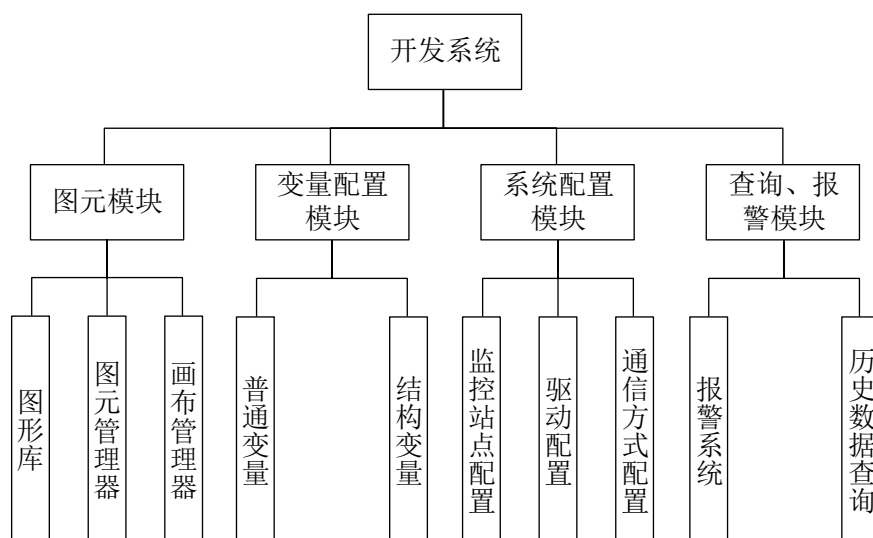 开发系统
图元模块
变量配置
模块
系统配置
模块
查询、报
警模块
图形库
图元管理器
画布管理器
普通变量
结构变量
监控站点配置
驱动配置
通信方式配置
报警系统
历史数据查询